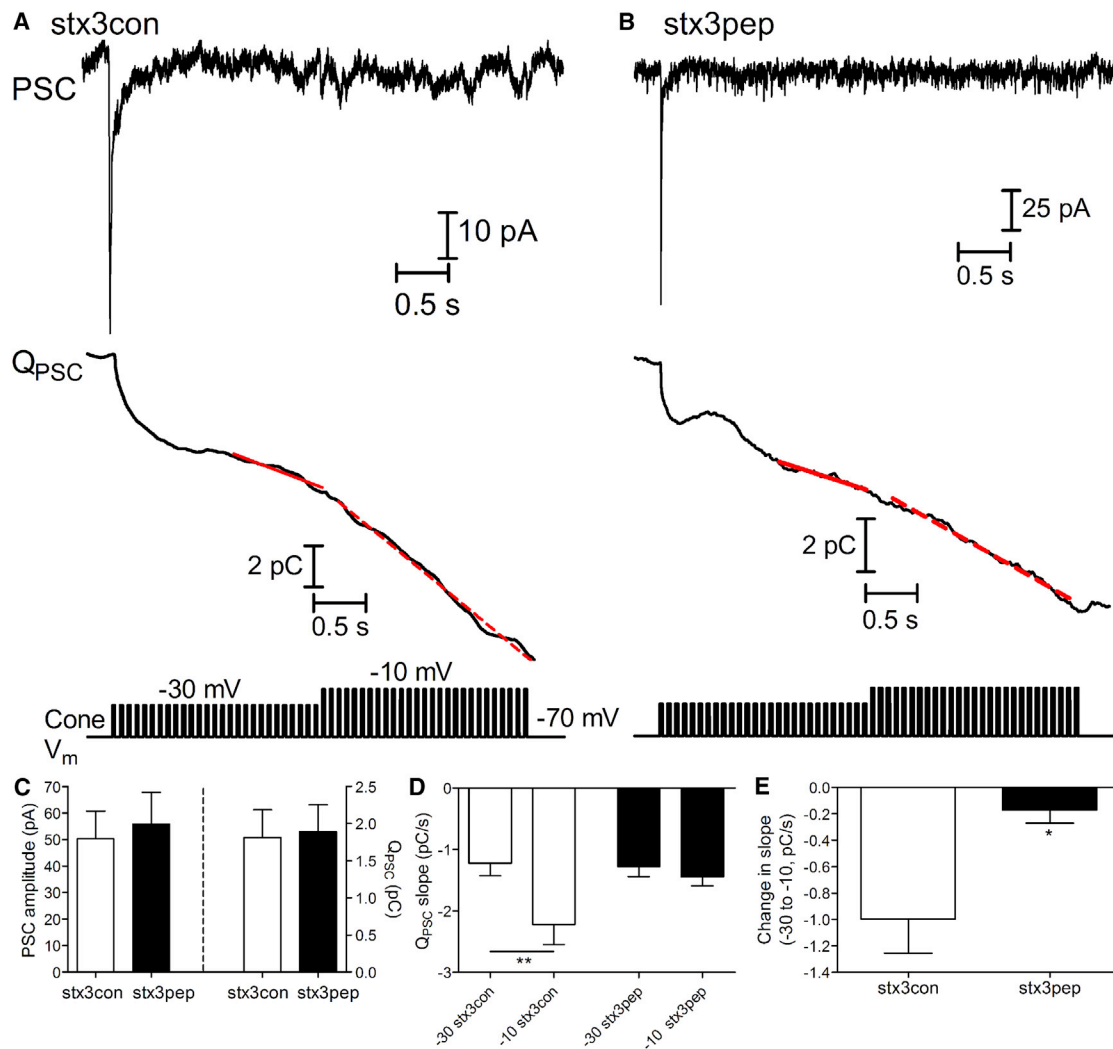 A stx3con
B stx3pep
PSC
10 pA
0.5 s
25 pA
0.5 s
QPSC
2 pC
0.5 s
2 pC
0.5 s
-30 mV
-10 mV
Cone
Vm
-70 mV
C
PSC amplitude (pA)
70
60
50
40
30
20
10
0
2.5
2.0
1.5
1.0
0.5
0.0
QPSC (pC)
stx3con
stx3pep
stx3con
stx3pep
D
QPSC slope (pC/s)
0
-1
-2
-3
**
-30 stx3con
-10 stx3con
-30 stx3pep
-10 stx3pep
E
Change in slope
(-30 to -10, pC/s)
0.0
-0.2
-0.4
-0.6
-0.8
-1.0
-1.2
-1.4
*
stx3con
stx3pep